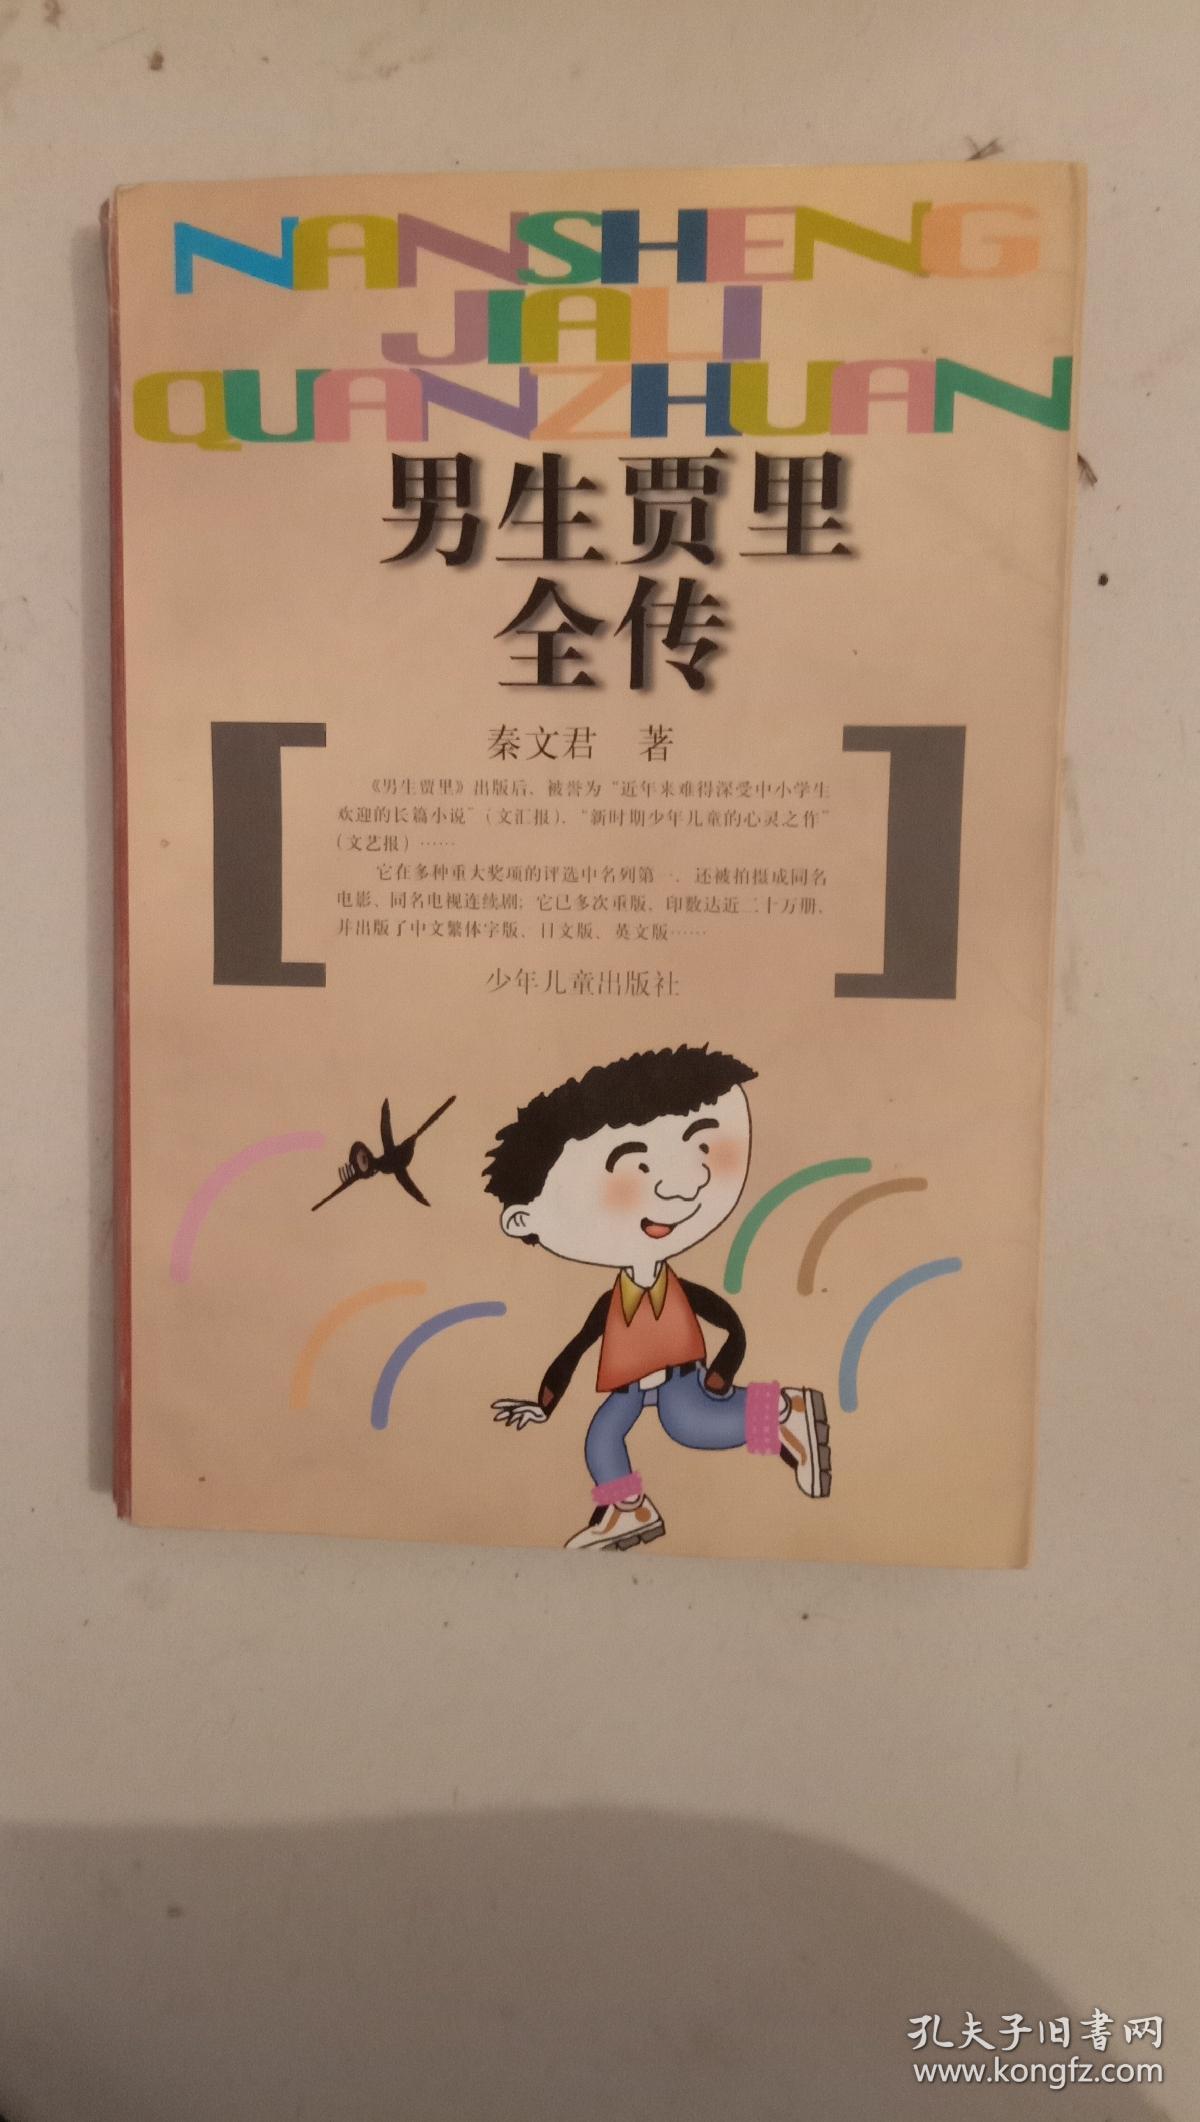 NANSHENG
JIALI
QUANZHUAN
男生贾里
全传
秦文君 著
《男生贾里》出版后，被誉为“近年来难得深受中小学生
欢迎的长篇小说”(文汇报)，“新时期少年儿童的心灵之作”
(文艺报)……
它在多种重大奖项的评选中名列第一，还被拍摄成同名
电影、同名电视连续剧；它已多次重版，印数达近二十万册，
并出版了中文繁体字版、日文版、英文版……
少年儿童出版社
孔夫子旧书网
www.kongfz.com